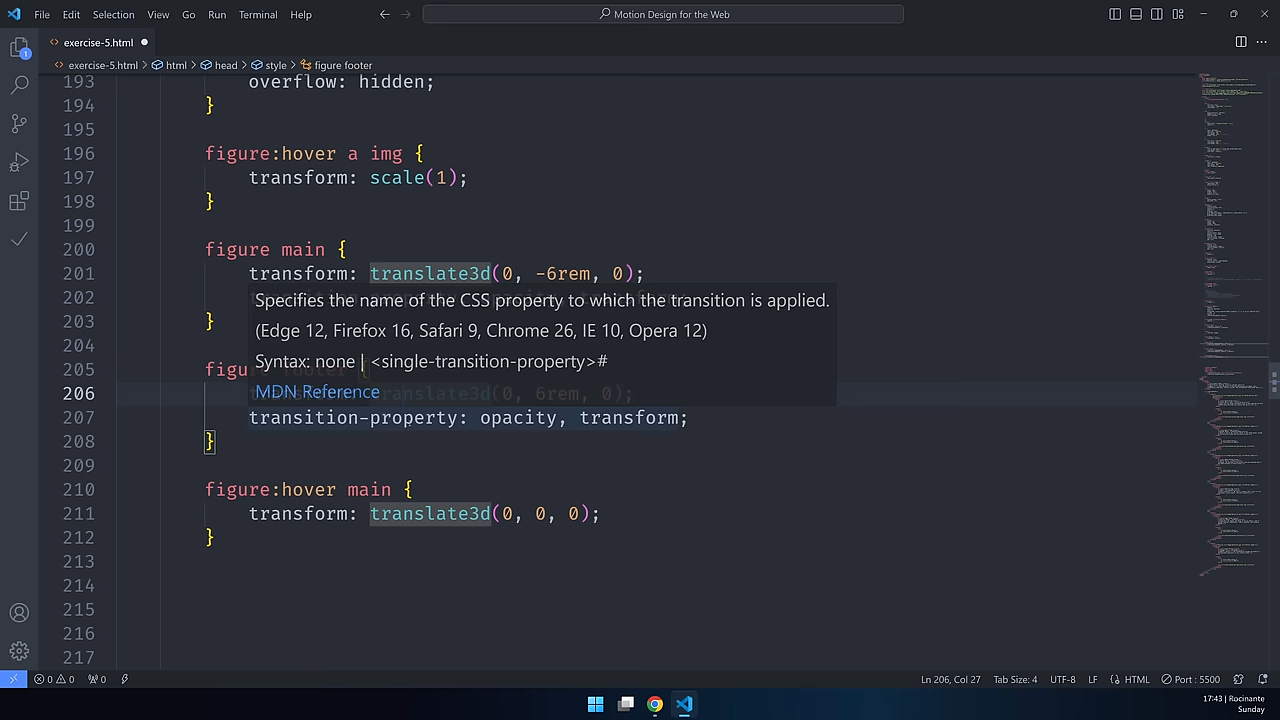 File Edit Selection View Go Run Terminal Help
Motion Design for the Web
exercise-5.html
exercise-5.html > html > head > style > figure footer
193 overflow: hidden;
194 }
195
196 figure:hover a img {
197 transform: scale(1);
198 }
199
200 figure main {
201 transform: translate3d(0, -6rem, 0);
202
Specifies the name of the CSS property to which the transition is applied.
203 }
(Edge 12, Firefox 16, Safari 9, Chrome 26, IE 10, Opera 12)
204
205 figure
Syntax: none | <single-transition-property>#
206 translate3d(0, 6rem, 0);
MDN Reference
207 transition-property: opacity, transform;
208 }
209
210 figure:hover main {
211 transform: translate3d(0, 0, 0);
212 }
213
214
215
216
217
1
0 0 0 Ln 206, Col 27 Tab Size: 4 UTF-8 LF HTML Port : 5500
17:43 | Rocinante
Sunday